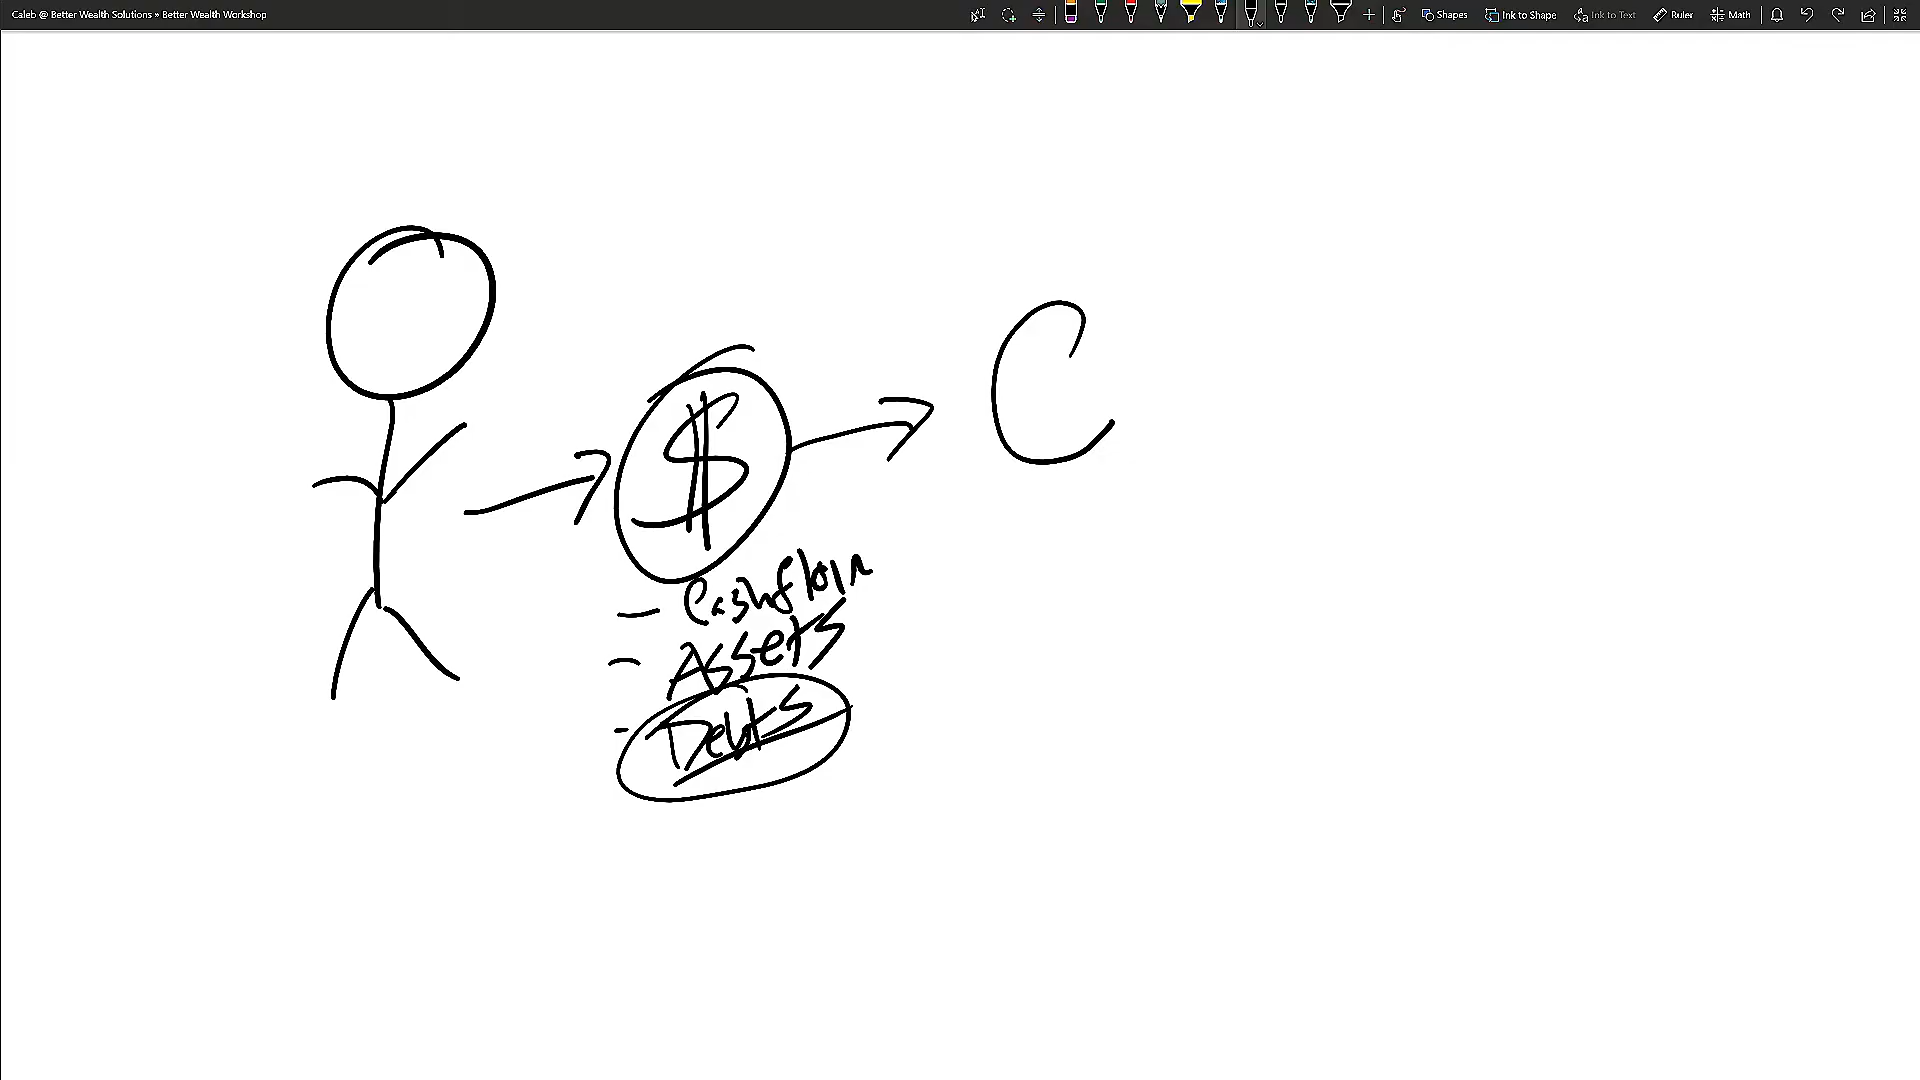 Caleb @ Better Wealth Solutions » Better Wealth Workshop
Shapes Ink to Shape Ink to Text Ruler Math
$
C
- Cashflow
- Assets
- Debts